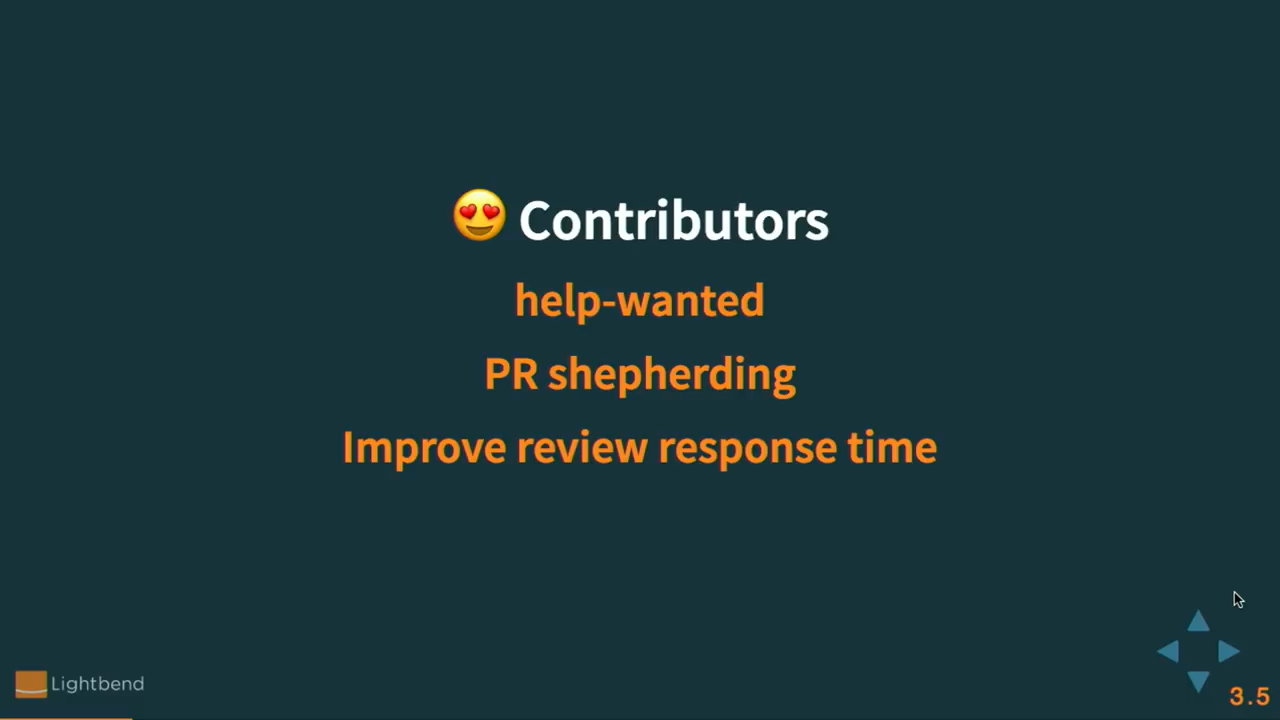 😍 Contributors
help-wanted
PR shepherding
Improve review response time
Lightbend
3.5